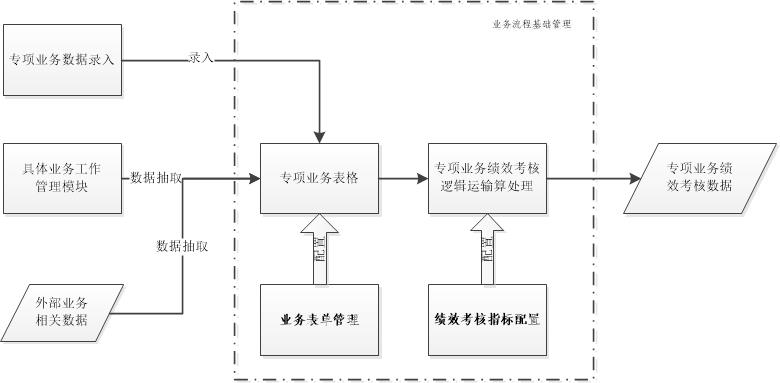 业务流程基础管理
专项业务数据录入
录入
具体业务工作
管理模块
数据抽取
专项业务表格
专项业务绩效考核
逻辑运输算处理
专项业务绩
效考核数据
数据抽取
配置
配置
外部业务
相关数据
业务表单管理
绩效考核指标配置